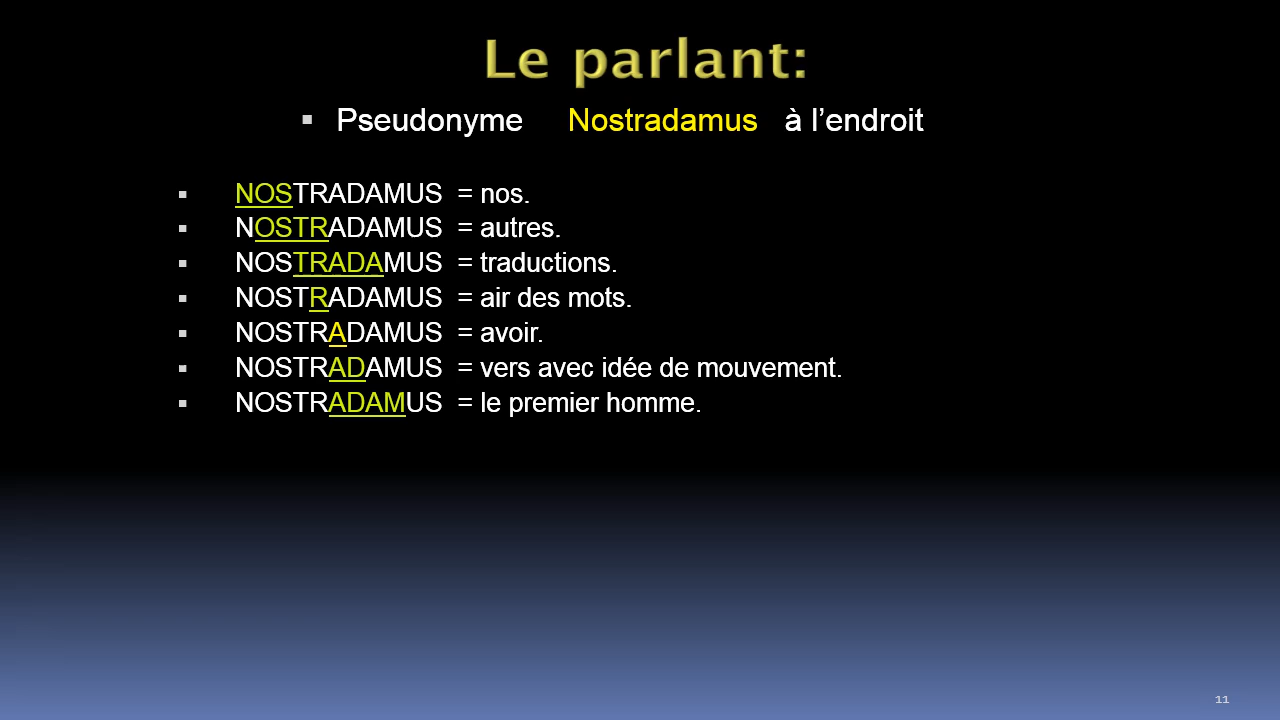 Le parlant:
▪ Pseudonyme Nostradamus à l’endroit
▪ NOSTRADAMUS = nos.
▪ NOSTRADAMUS = autres.
▪ NOSTRADAMUS = traductions.
▪ NOSTRADAMUS = air des mots.
▪ NOSTRADAMUS = avoir.
▪ NOSTRADAMUS = vers avec idée de mouvement.
▪ NOSTRADAMUS = le premier homme.
11